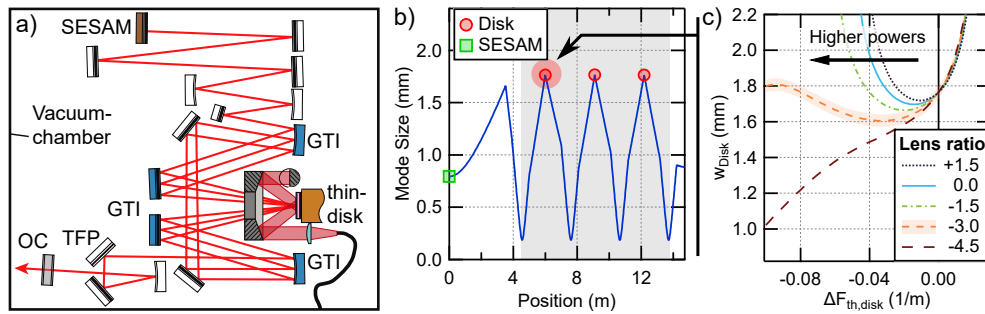 a)
SESAM
Vacuum-
chamber
GTI
thin-
disk
GTI
OC
TFP
GTI
b)
Disk
SESAM
Mode Size (mm)
2.0
1.5
1.0
0.5
0.0
0
4
8
12
Position (m)
c)
Higher powers
w_Disk (mm)
2.2
2.0
1.8
1.6
1.4
1.2
1.0
Lens ratio
+1.5
0.0
-1.5
-3.0
-4.5
-0.08
-0.04
0.00
ΔF_th,disk (1/m)